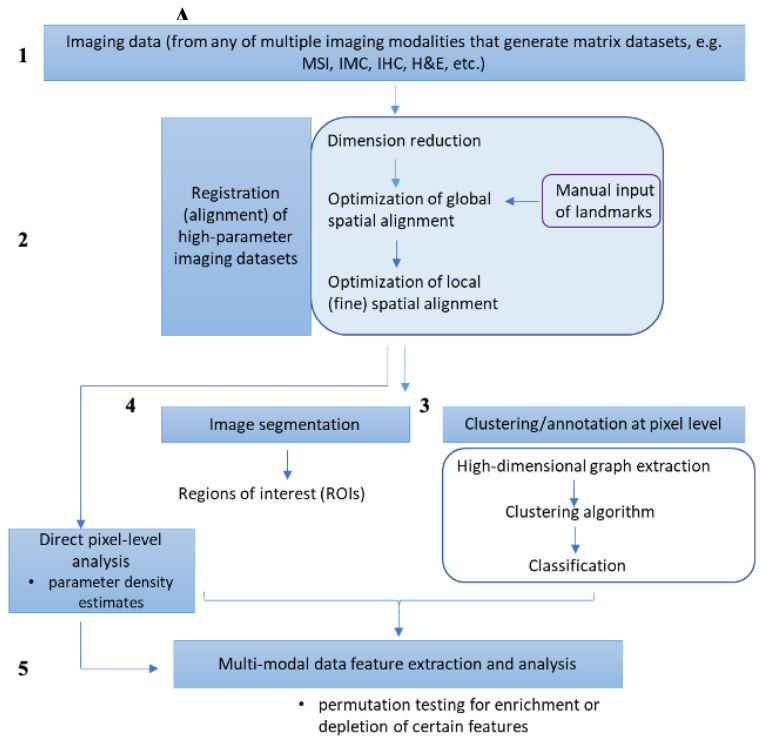 A
1
Imaging data (from any of multiple imaging modalities that generate matrix datasets, e.g.
MSI, IMC, IHC, H&E, etc.)
2
Registration
(alignment) of
high-parameter
imaging datasets
Dimension reduction
Optimization of global
spatial alignment
Manual input
of landmarks
Optimization of local
(fine) spatial alignment
4
Image segmentation
Regions of interest (ROIs)
3
Clustering/annotation at pixel level
High-dimensional graph extraction
Clustering algorithm
Classification
Direct pixel-level
analysis
• parameter density
estimates
5
Multi-modal data feature extraction and analysis
• permutation testing for enrichment or
depletion of certain features